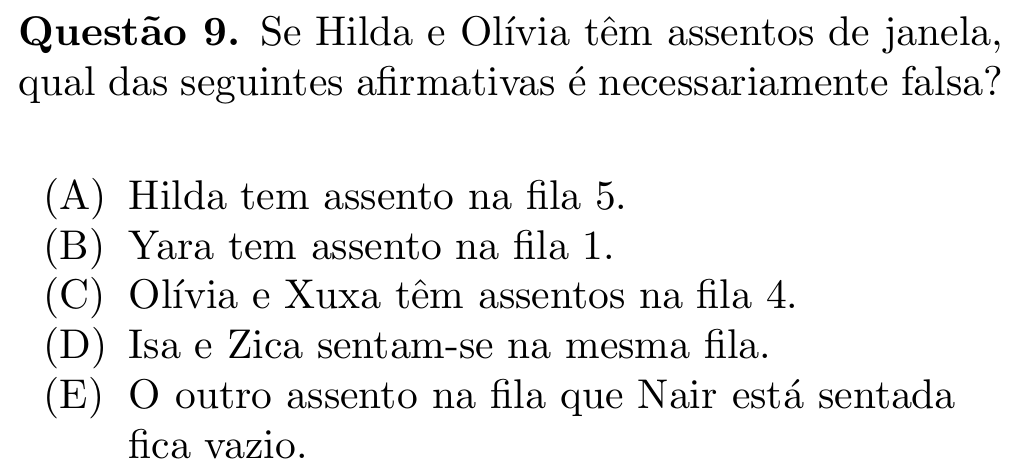 Questão 9. Se Hilda e Olívia têm assentos de janela,
qual das seguintes afirmativas é necessariamente falsa?
(A) Hilda tem assento na fila 5.
(B) Yara tem assento na fila 1.
(C) Olívia e Xuxa têm assentos na fila 4.
(D) Isa e Zica sentam-se na mesma fila.
(E) O outro assento na fila que Nair está sentada
fica vazio.